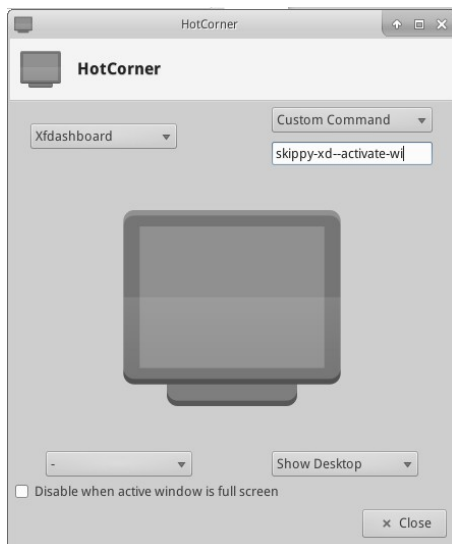 HotCorner
HotCorner
Xfdashboard
Custom Command
skippy-xd--activate-wi
-
Show Desktop
Disable when active window is full screen
× Close